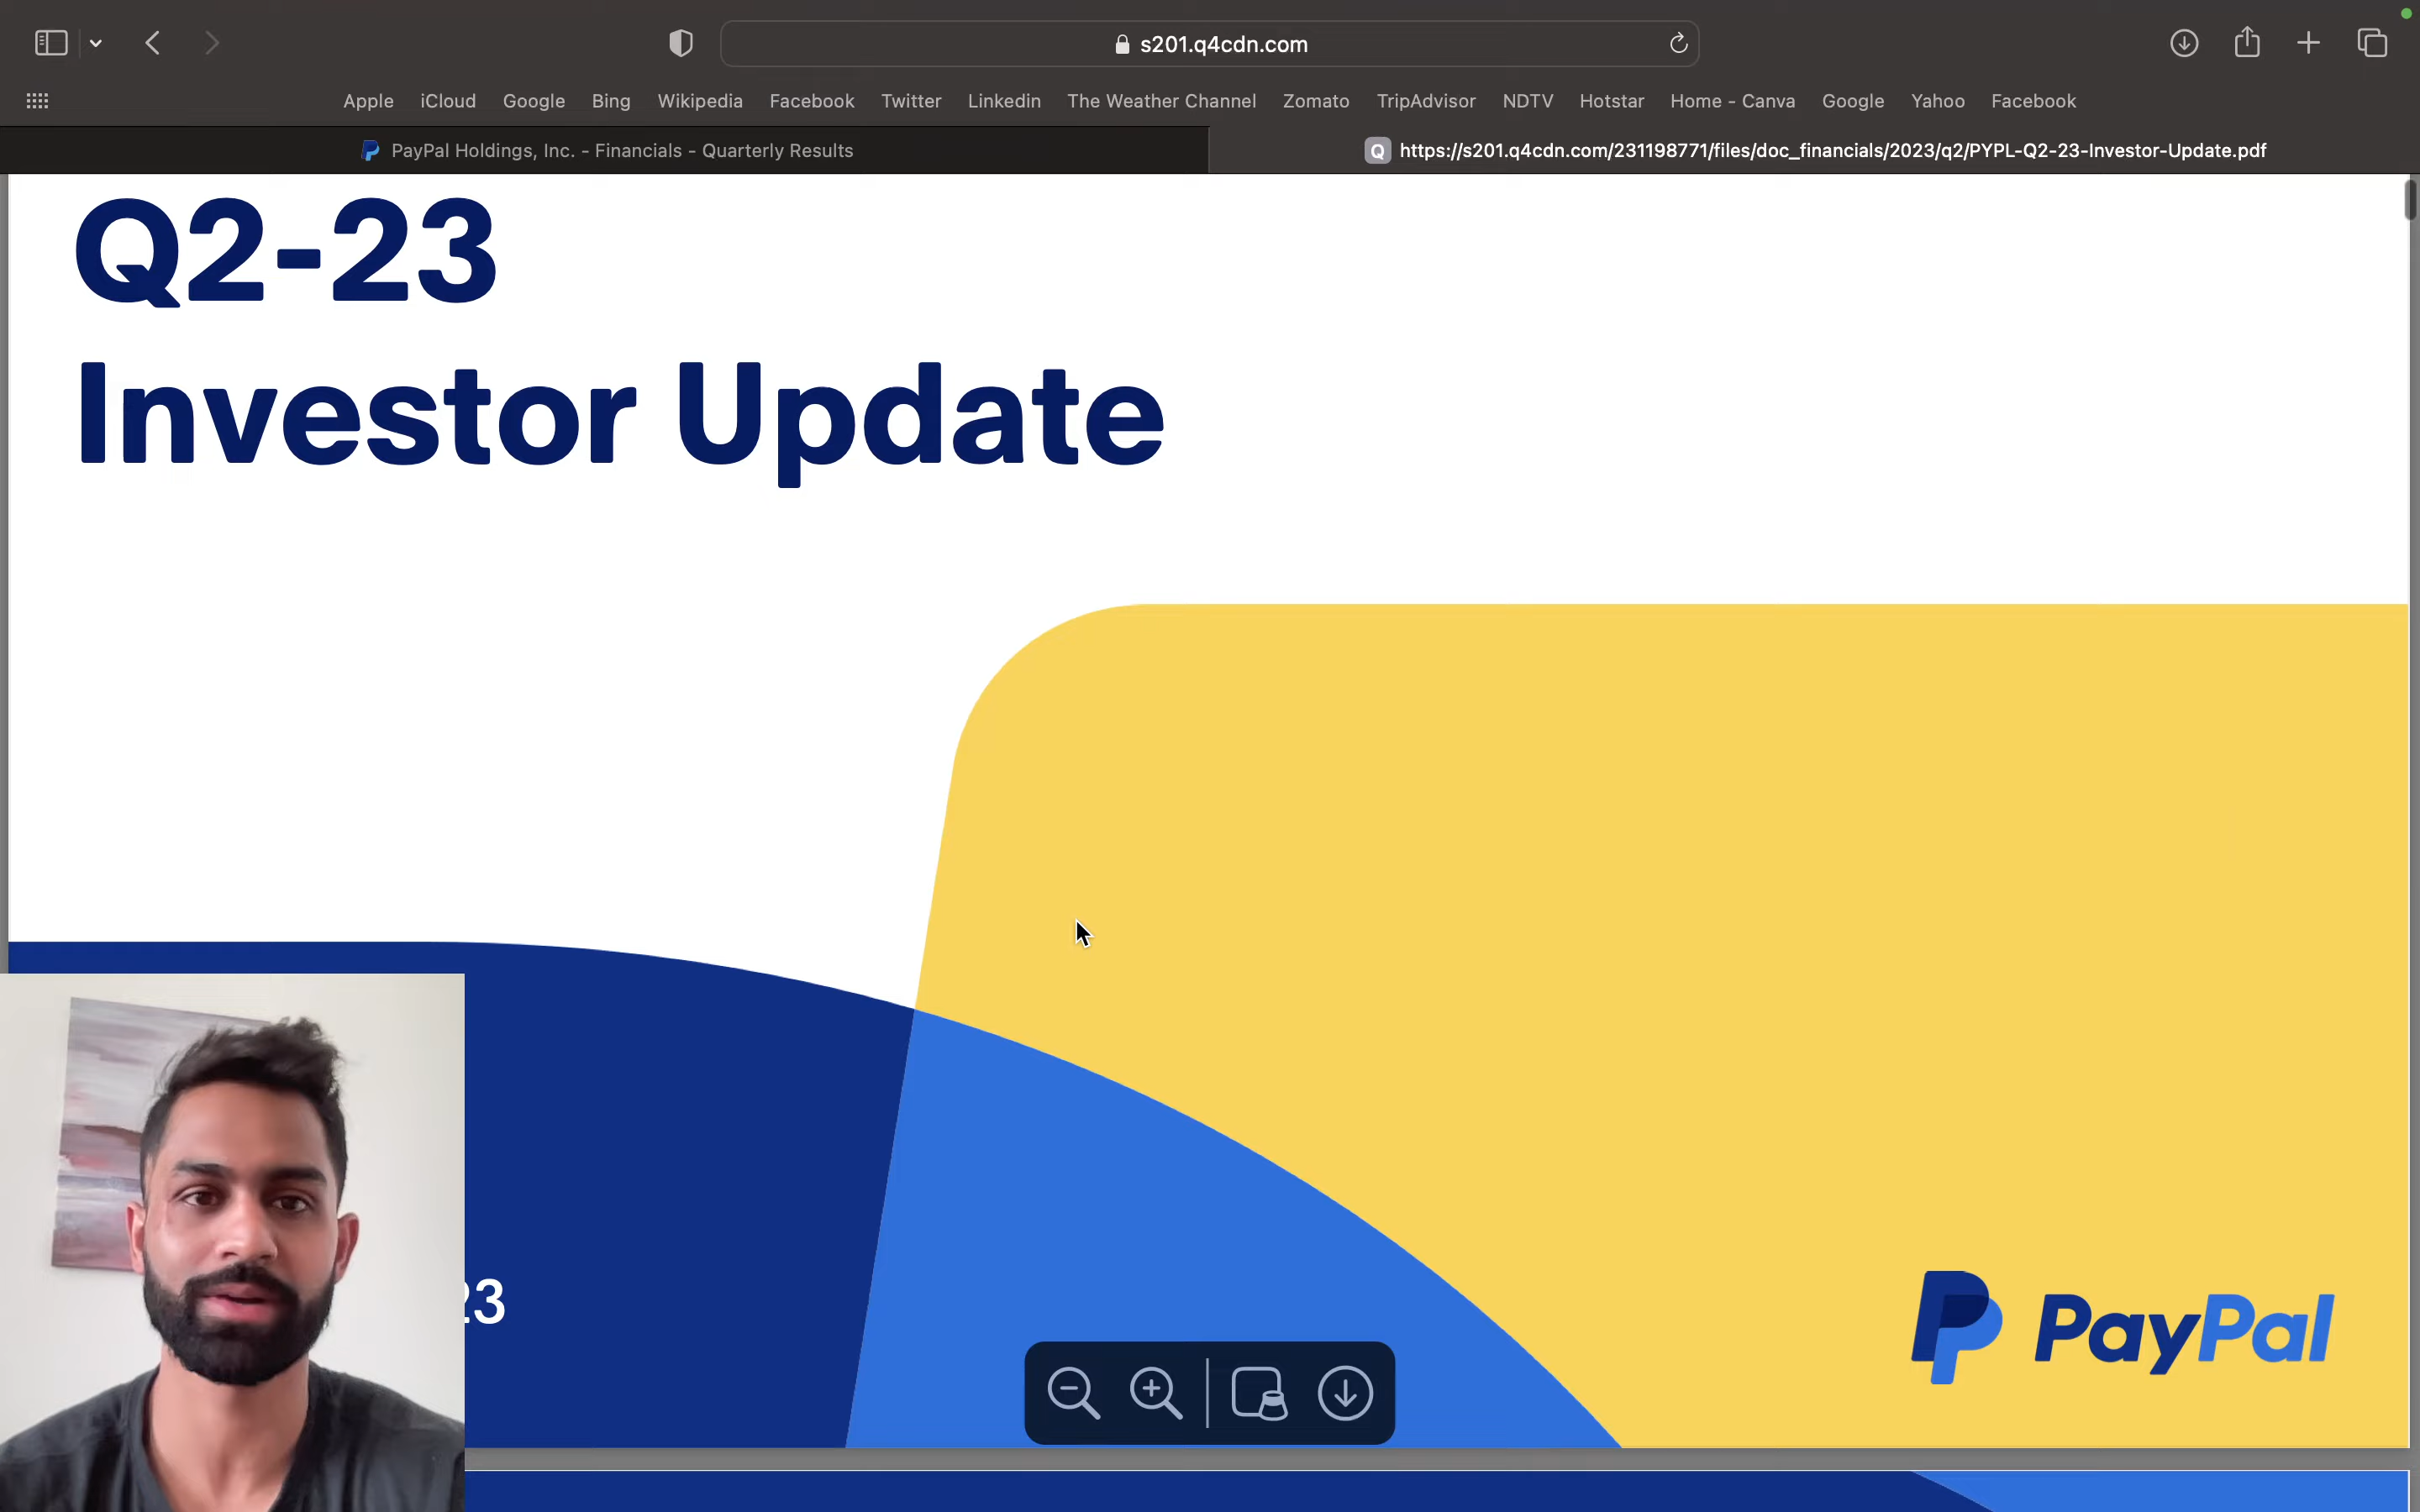 s201.q4cdn.com
Apple iCloud Google Bing Wikipedia Facebook Twitter Linkedin The Weather Channel Zomato TripAdvisor NDTV Hotstar Home - Canva Google Yahoo Facebook
PayPal Holdings, Inc. - Financials - Quarterly Results
Q https://s201.q4cdn.com/231198771/files/doc_financials/2023/q2/PYPL-Q2-23-Investor-Update.pdf
Q2-23
Investor Update
23
PayPal